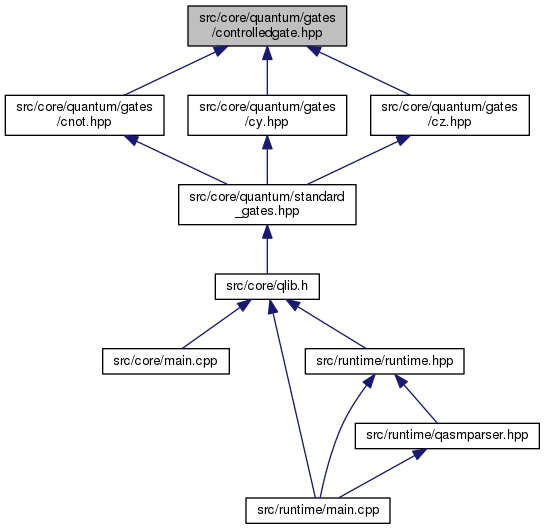 src/core/quantum/gates
/controlledgate.hpp
src/core/quantum/gates
/cnot.hpp
src/core/quantum/gates
/cy.hpp
src/core/quantum/gates
/cz.hpp
src/core/quantum/standard
_gates.hpp
src/core/qlib.h
src/core/main.cpp
src/runtime/runtime.hpp
src/runtime/qasmparser.hpp
src/runtime/main.cpp